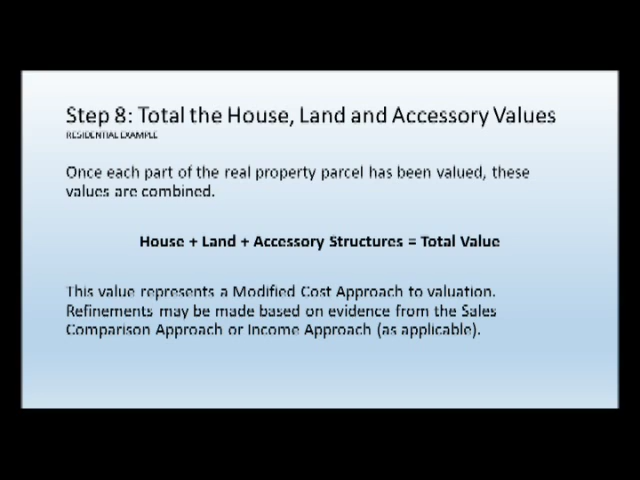 Step 8: Total the House, Land and Accessory Values
RESIDENTIAL EXAMPLE
Once each part of the real property parcel has been valued, these
values are combined.
House + Land + Accessory Structures = Total Value
This value represents a Modified Cost Approach to valuation.
Refinements may be made based on evidence from the Sales
Comparison Approach or Income Approach (as applicable).